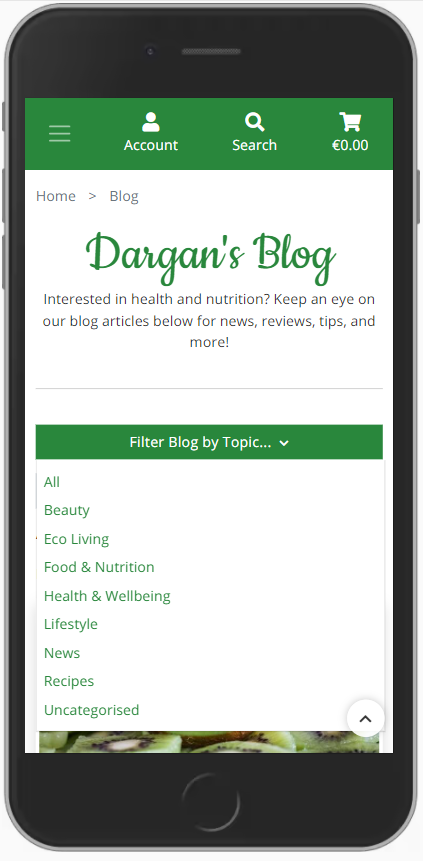 Account
Search
€0.00
Home > Blog
Dargan's Blog
Interested in health and nutrition? Keep an eye on
our blog articles below for news, reviews, tips, and
more!
Filter Blog by Topic...
All
Beauty
Eco Living
Food & Nutrition
Health & Wellbeing
Lifestyle
News
Recipes
Uncategorised